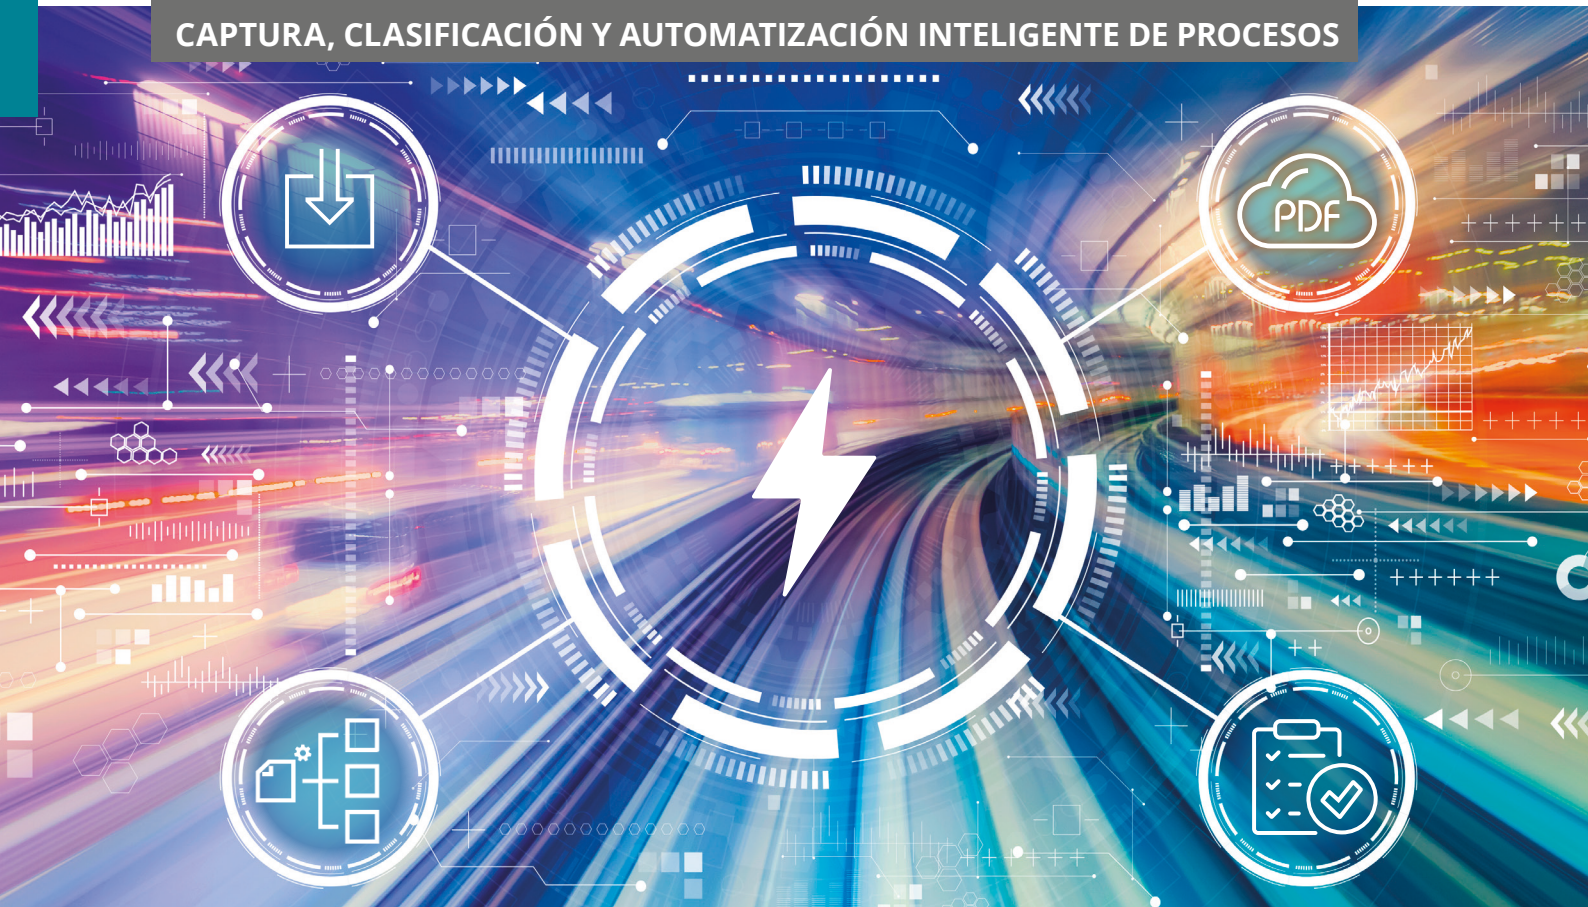 CAPTURA, CLASIFICACIÓN Y AUTOMATIZACIÓN INTELIGENTE DE PROCESOS
PDF